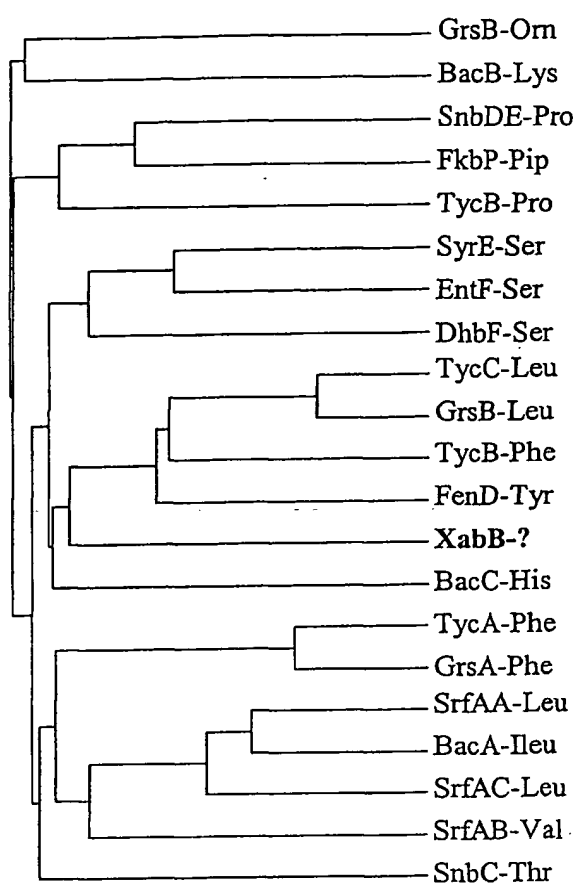 GrsB-Orn
BacB-Lys
SnbDE-Pro
FkbP-Pip
TycB-Pro
SyrE-Ser
EntF-Ser
DhbF-Ser
TycC-Leu
GrsB-Leu
TycB-Phe
FenD-Tyr
XabB-?
BacC-His
TycA-Phe
GrsA-Phe
SrfAA-Leu
BacA-Ileu
SrfAC-Leu
SrfAB-Val
SnbC-Thr